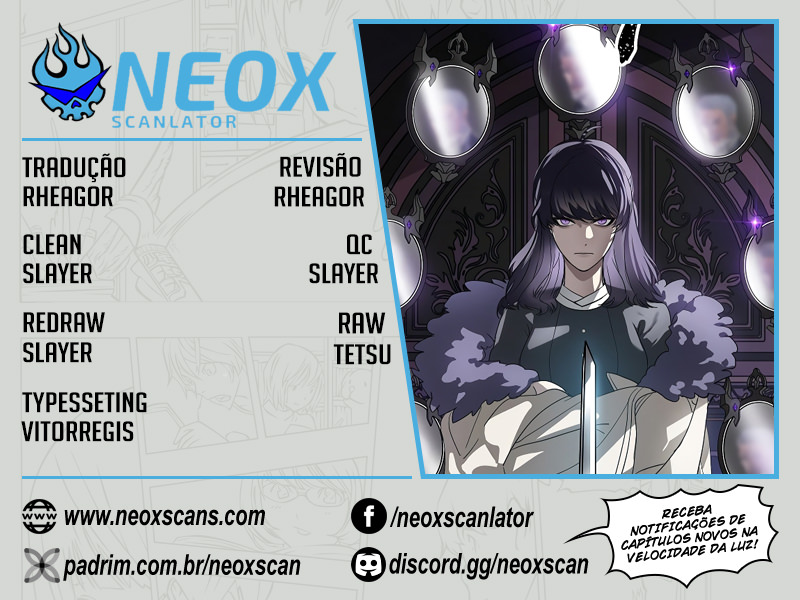 NEOX
SCANLATOR
TRADUÇÃO
RHEAGOR
REVISÃO
RHEAGOR
CLEAN
SLAYER
QC
SLAYER
REDRAW
SLAYER
RAW
TETSU
TYPESSETING
VITORREGIS
www.neoxscans.com
/neoxscanlator
padrim.com.br/neoxscan
discord.gg/neoxscan
RECEBA
NOTIFICAÇÕES DE
CAPÍTULOS NOVOS NA
VELOCIDADE DA LUZ!